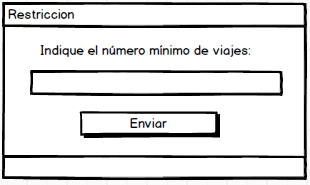 Restriccion
Indique el número mínimo de viajes:
Enviar